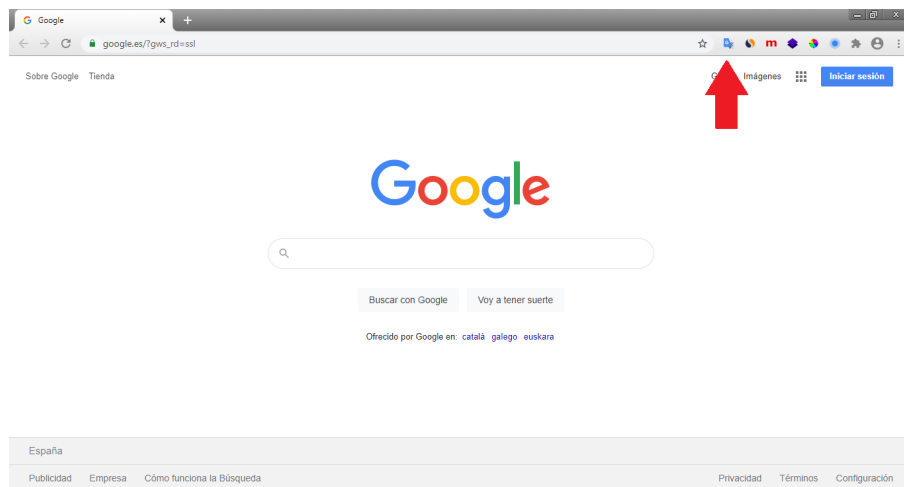 Google
google.es/?gws_rd=ssl
Sobre Google Tienda
Imágenes Iniciar sesión
Google
Buscar con Google Voy a tener suerte
Ofrecido por Google en: català galego euskara
España
Publicidad Empresa Cómo funciona la Búsqueda
Privacidad Términos Configuración